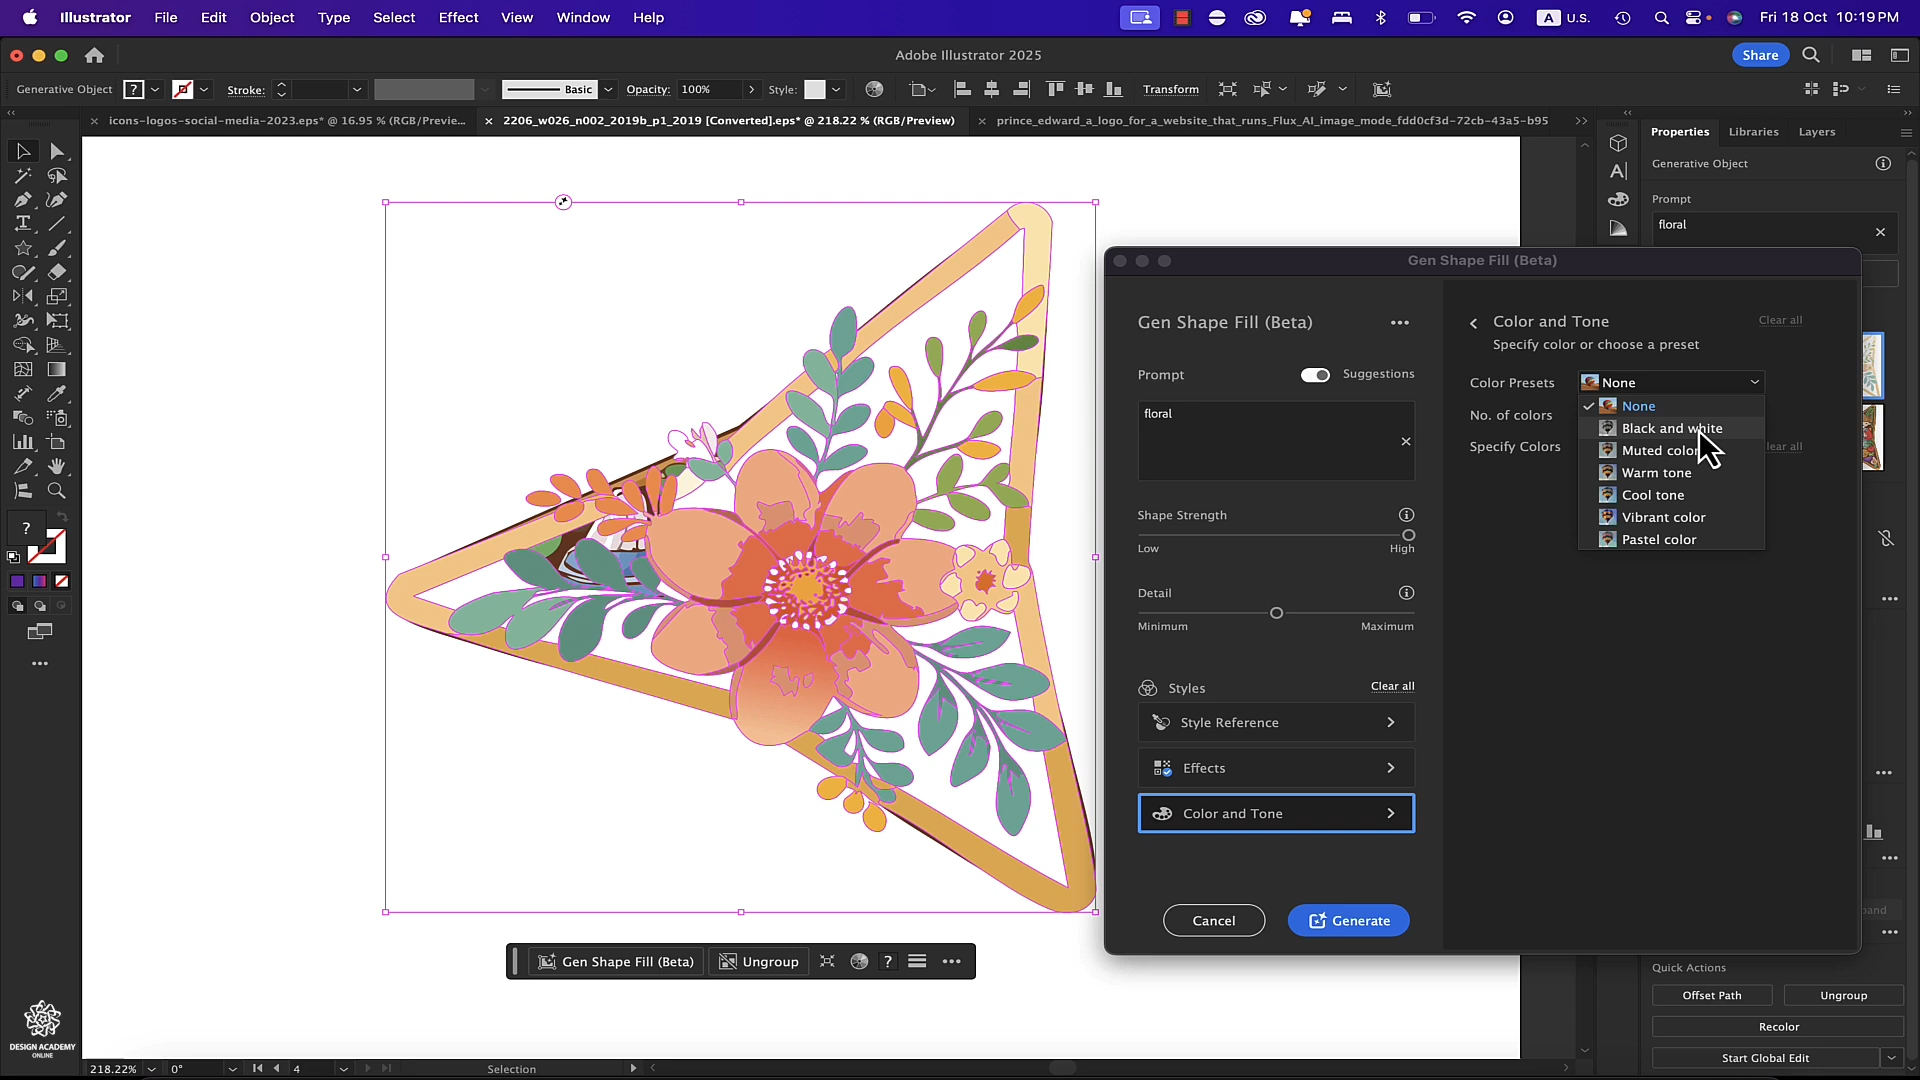 Illustrator File Edit Object Type Select Effect View Window Help
A U.S. Fri 18 Oct 10:19 PM
Adobe Illustrator 2025
Share
Generative Object ? Stroke: Basic Opacity: 100% Style: Transform
icons-logos-social-media-2023.eps* @ 16.95 % (RGB/Previe...
2206_w026_n002_2019b_p1_2019 [Converted].eps* @ 218.22 % (RGB/Preview)
prince_edward_a_logo_for_a_website_that_runs_Flux_AI_image_mode_fdd0cf3d-72cb-43a5-b95
Properties Libraries Layers
Generative Object
Prompt
floral
Gen Shape Fill (Beta)
Gen Shape Fill (Beta)
Prompt
Suggestions
floral
Shape Strength
Low High
Detail
Minimum Maximum
Styles Clear all
Style Reference
Effects
Color and Tone
Cancel
Generate
Color and Tone Clear all
Specify color or choose a preset
Color Presets None
No. of colors
Specify Colors
None
Black and white
Muted color
Warm tone
Cool tone
Vibrant color
Pastel color
?
Gen Shape Fill (Beta) Ungroup ?
Quick Actions
Offset Path Ungroup
Recolor
Start Global Edit
DESIGN ACADEMY
ONLINE
218.22% 0° 4 Selection